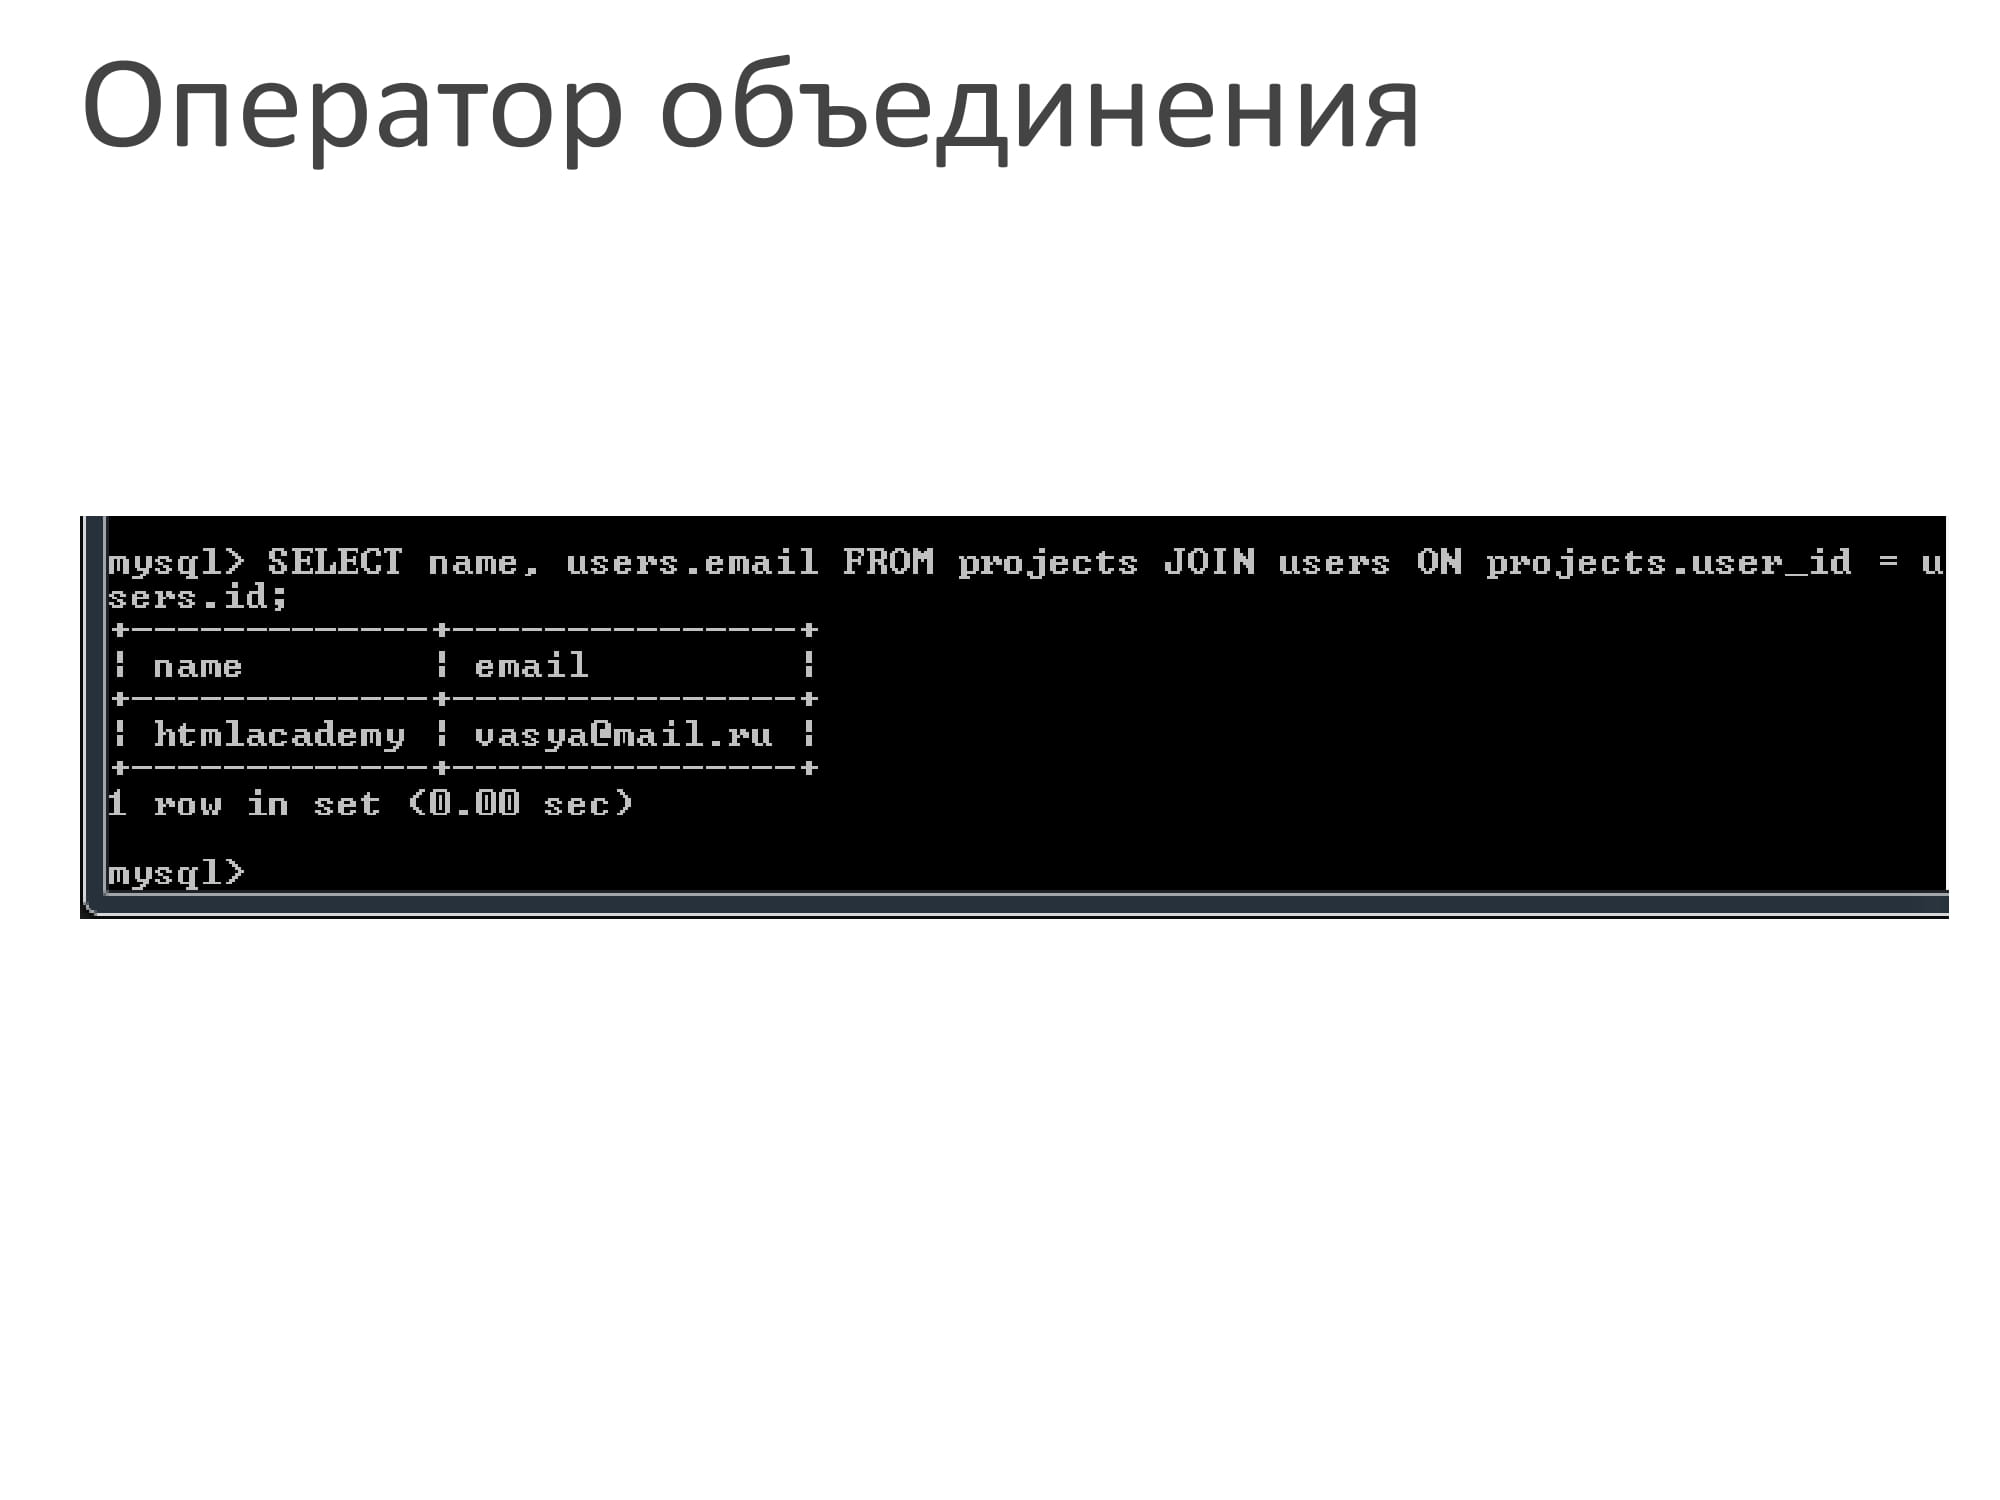 Оператор объединения
mysql> SELECT name, users.email FROM projects JOIN users ON projects.user_id = u
sers.id;
+-------------+---------------+
| name        | email         |
+-------------+---------------+
| htmlacademy | vasya@mail.ru |
+-------------+---------------+
1 row in set (0.00 sec)
mysql>